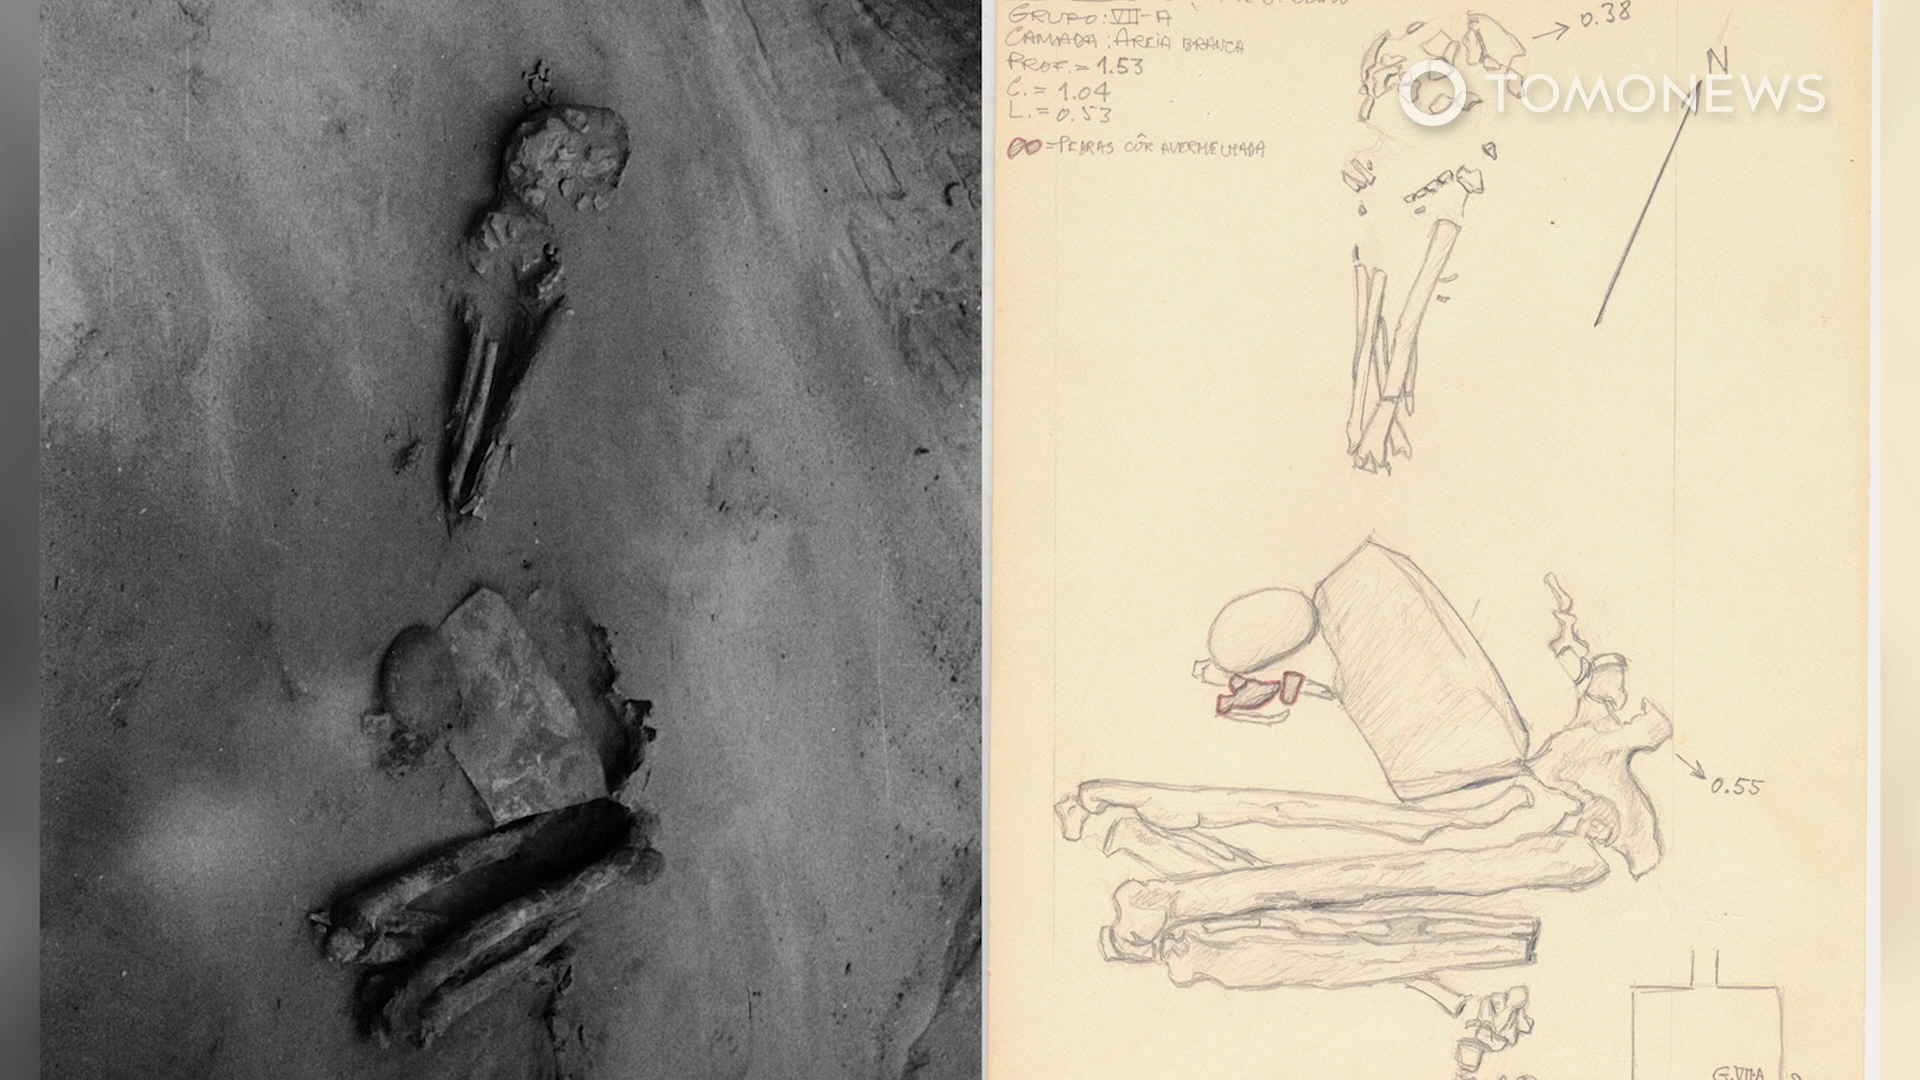 GRUPO: VII-A
CAMADA: AREIA BRANCA
PROF. = 1.53
C. = 1.04
L. = 0.53
= PEDRAS CÔR AVERMELHADA
0.38
N
TOMONEWS
0.55
G.VII-A